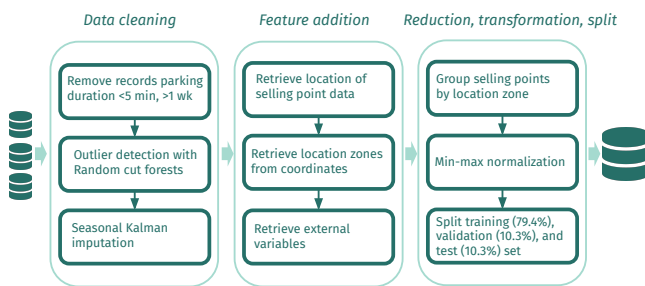 Data cleaning
Feature addition
Reduction, transformation, split
Remove records parking
duration <5 min, >1 wk
Outlier detection with
Random cut forests
Seasonal Kalman
imputation
Retrieve location of
selling point data
Retrieve location zones
from coordinates
Retrieve external
variables
Group selling points
by location zone
Min-max normalization
Split training (79.4%),
validation (10.3%), and
test (10.3%) set